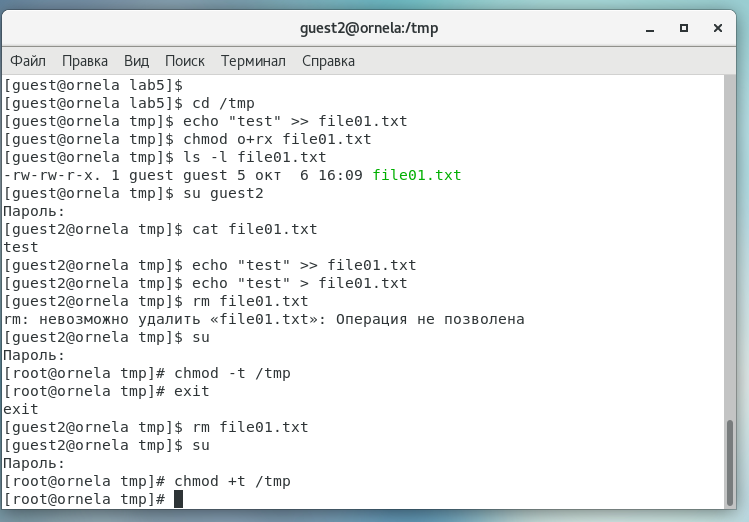 guest2@ornela:/tmp
Файл Правка Вид Поиск Терминал Справка
[guest@ornela lab5]$
[guest@ornela lab5]$ cd /tmp
[guest@ornela tmp]$ echo "test" >> file01.txt
[guest@ornela tmp]$ chmod o+rx file01.txt
[guest@ornela tmp]$ ls -l file01.txt
-rw-rw-r-x. 1 guest guest 5 окт  6 16:09 file01.txt
[guest@ornela tmp]$ su guest2
Пароль:
[guest2@ornela tmp]$ cat file01.txt
test
[guest2@ornela tmp]$ echo "test" >> file01.txt
[guest2@ornela tmp]$ echo "test" > file01.txt
[guest2@ornela tmp]$ rm file01.txt
rm: невозможно удалить «file01.txt»: Операция не позволена
[guest2@ornela tmp]$ su
Пароль:
[root@ornela tmp]# chmod -t /tmp
[root@ornela tmp]# exit
exit
[guest2@ornela tmp]$ rm file01.txt
[guest2@ornela tmp]$ su
Пароль:
[root@ornela tmp]# chmod +t /tmp
[root@ornela tmp]#